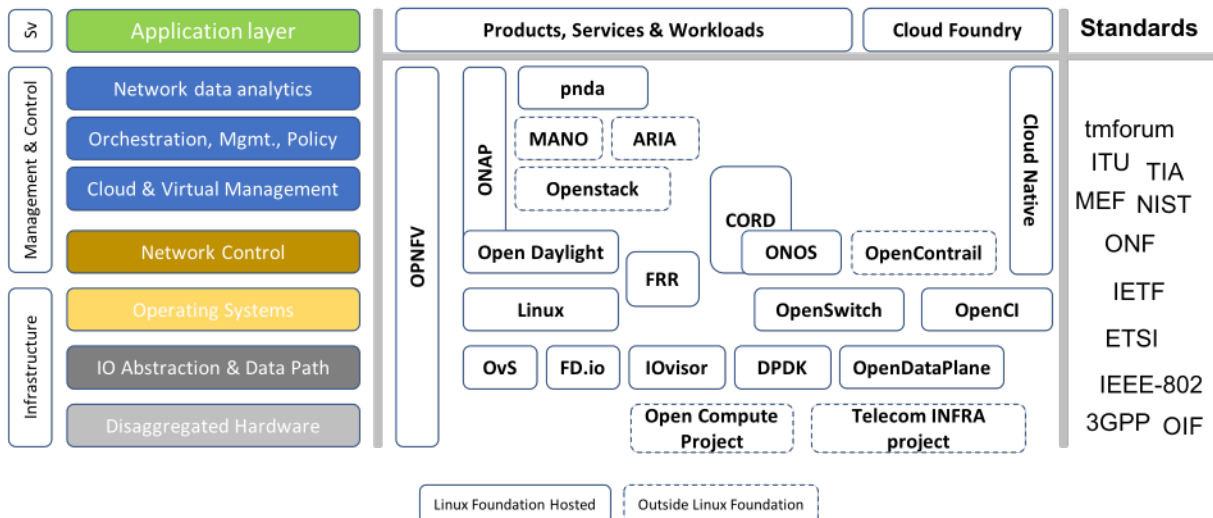 Sv
Application layer
Products, Services & Workloads
Cloud Foundry
Standards
Management & Control
Network data analytics
Orchestration, Mgmt., Policy
Cloud & Virtual Management
Network Control
Infrastructure
Operating Systems
IO Abstraction & Data Path
Disaggregated Hardware
OPNFV
ONAP
pnda
MANO
ARIA
Openstack
CORD
Cloud Native
Open Daylight
FRR
ONOS
OpenContrail
Linux
OpenSwitch
OpenCI
OvS
FD.io
IOvisor
DPDK
OpenDataPlane
Open Compute
Project
Telecom INFRA
project
tmforum
ITU
TIA
MEF
NIST
ONF
IETF
ETSI
IEEE-802
3GPP
OIF
Linux Foundation Hosted
Outside Linux Foundation